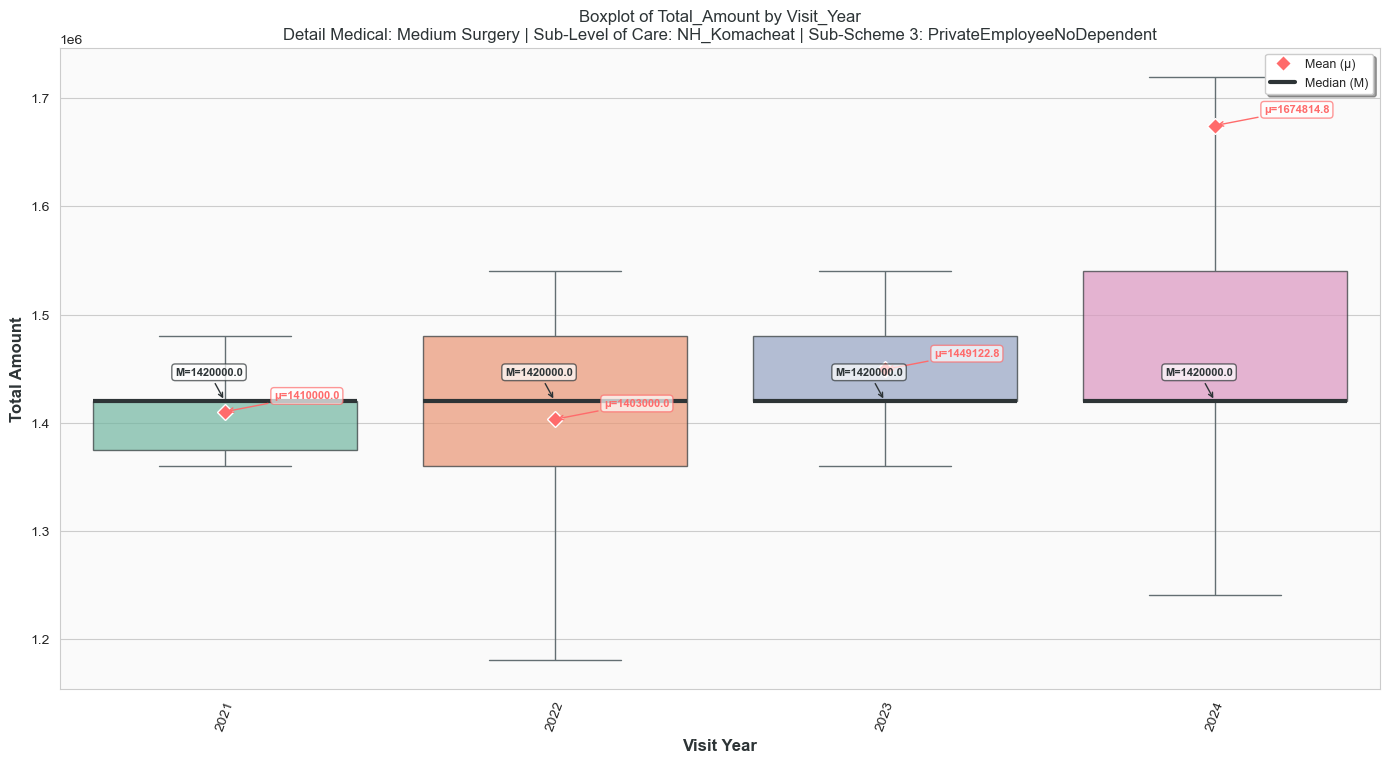 Boxplot of Total_Amount by Visit_Year
Detail Medical: Medium Surgery | Sub-Level of Care: NH_Komacheat | Sub-Scheme 3: PrivateEmployeeNoDependent
1e6
Mean (μ)
Median (M)
1.7
1.6
1.5
1.4
1.3
1.2
Total Amount
M=1420000.0
μ=1410000.0
M=1420000.0
μ=1403000.0
M=1420000.0
μ=1449122.8
M=1420000.0
μ=1674814.8
2021
2022
2023
2024
Visit Year